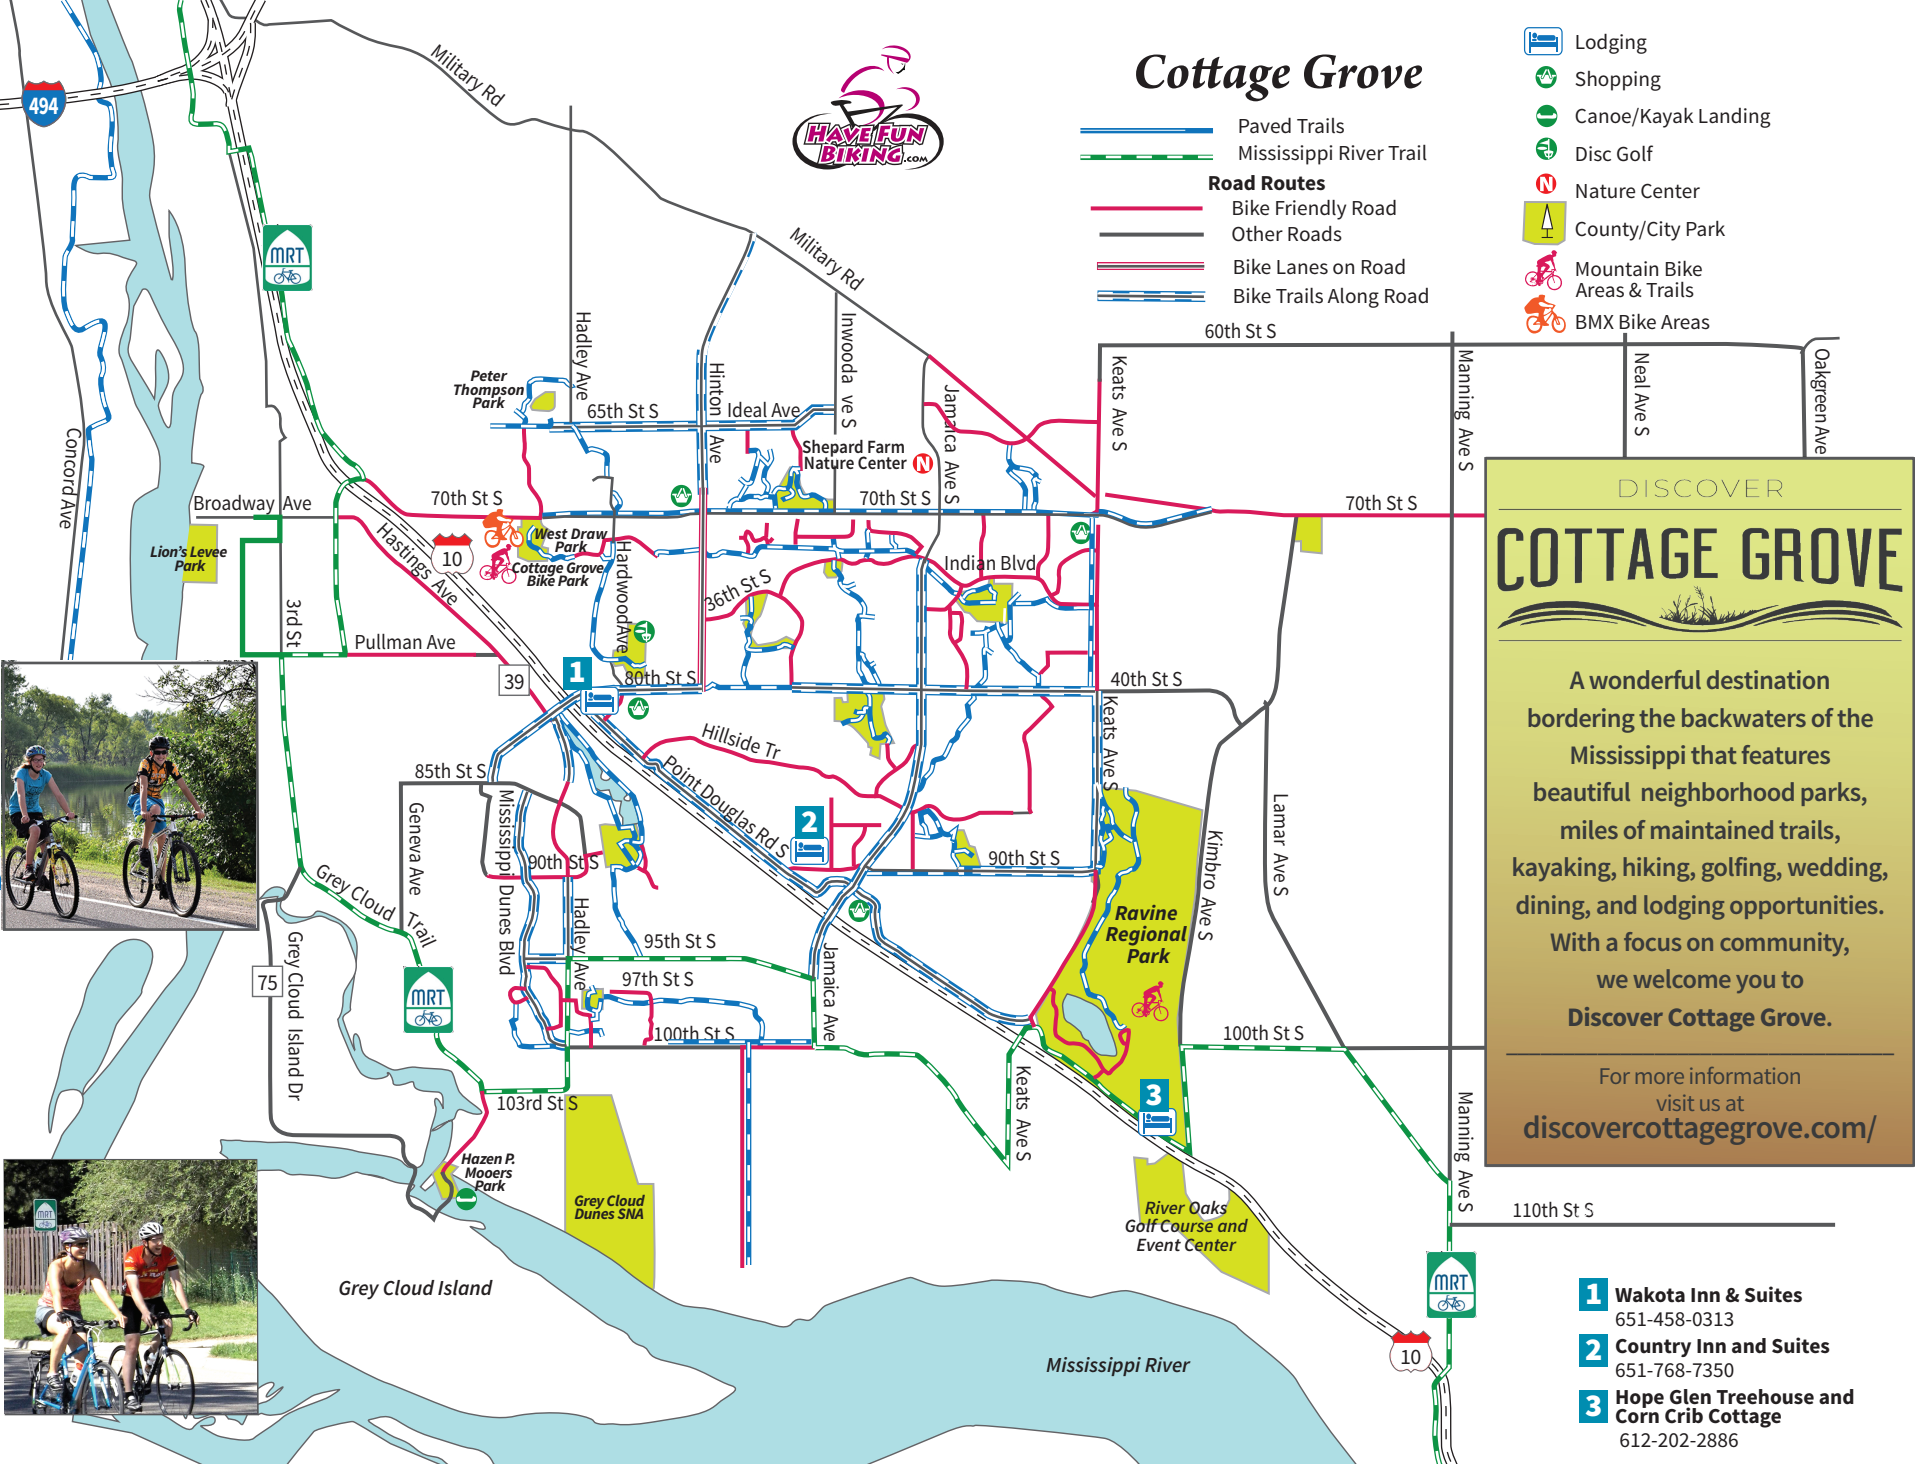 Cottage Grove
Paved Trails
Mississippi River Trail
Road Routes
Bike Friendly Road
Other Roads
Bike Lanes on Road
Bike Trails Along Road
Lodging
Shopping
Canoe/Kayak Landing
Disc Golf
N
Nature Center
County/City Park
Mountain Bike
Areas & Trails
BMX Bike Areas
HAVE FUN
BIKING.COM
494
Military Rd
Military Rd
MRT
Hadley Ave
Hinton Ave
Inwooda ve S
Jamaica Ave S
Keats Ave S
60th St S
Manning Ave S
Neal Ave S
Oakgreen Ave
Peter
Thompson
Park
65th St S
Ideal Ave
Shepard Farm
Nature Center
N
Concord Ave
Broadway Ave
70th St S
70th St S
70th St S
Lion's Levee
Park
Hastings Ave
10
West Draw
Park
Cottage Grove
Bike Park
Hardwood Ave
36th St S
Indian Blvd
3rd St
Pullman Ave
39
1
80th St S
40th St S
Keats Ave S
Hillside Tr
Point Douglas Rd S
85th St S
Geneva Ave
Mississippi Dunes Blvd
90th St S
2
90th St S
Kimbro Ave S
Lamar Ave S
Grey Cloud Trail
Hadley Ave
95th St S
97th St S
100th St S
Jamaica Ave
Ravine
Regional
Park
75
Grey Cloud Island Dr
MRT
103rd St S
Keats Ave S
100th St S
3
Manning Ave S
Hazen P.
Mooers
Park
Grey Cloud
Dunes SNA
River Oaks
Golf Course and
Event Center
110th St S
MRT
Grey Cloud Island
Mississippi River
10
MRT
DISCOVER
COTTAGE GROVE
A wonderful destination
bordering the backwaters of the
Mississippi that features
beautiful neighborhood parks,
miles of maintained trails,
kayaking, hiking, golfing, wedding,
dining, and lodging opportunities.
With a focus on community,
we welcome you to
Discover Cottage Grove.
For more information
visit us at
discovercottagegrove.com/
1 Wakota Inn & Suites
651-458-0313
2 Country Inn and Suites
651-768-7350
3 Hope Glen Treehouse and
Corn Crib Cottage
612-202-2886